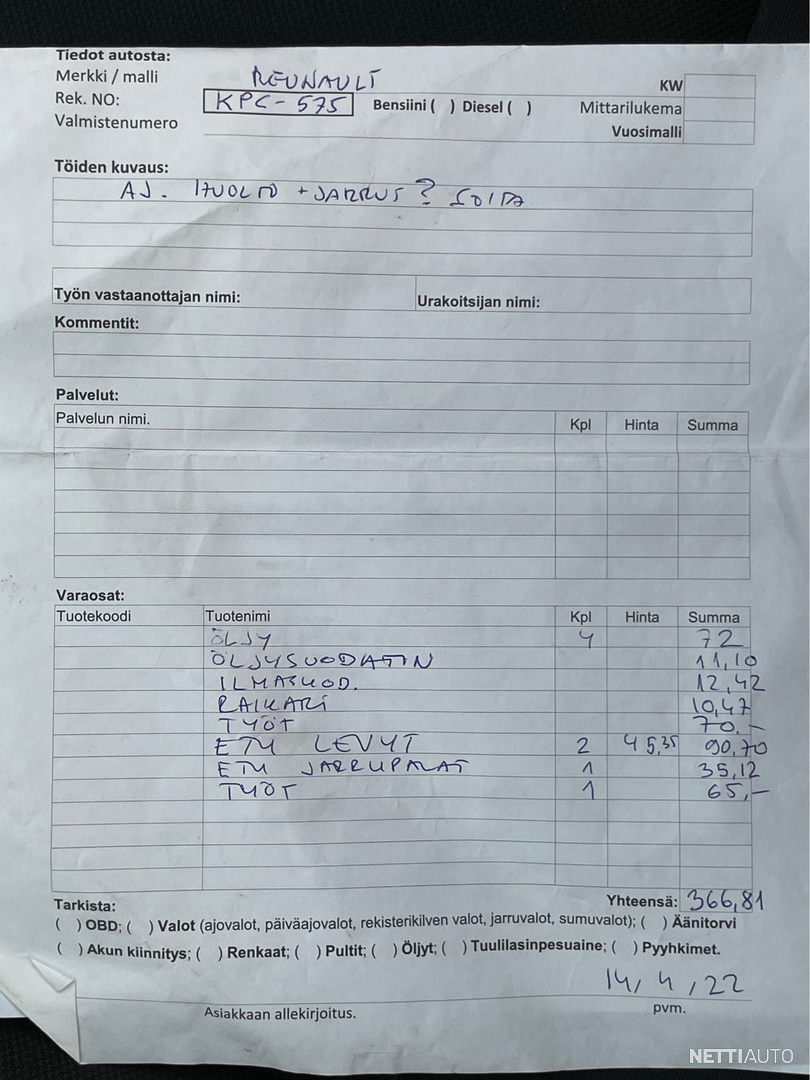 Tiedot autosta:
Merkki / malli REUNAULT KW
Rek. NO: KPC-575 Bensiini ( ) Diesel ( ) Mittarilukema
Valmistenumero Vuosimalli
Töiden kuvaus:
AJ. HUOLTO + JARRUT ? SOITA
Työn vastaanottajan nimi: Urakoitsijan nimi:
Kommentit:
Palvelut:
Palvelun nimi. Kpl Hinta Summa
Varaosat:
Tuotekoodi Tuotenimi Kpl Hinta Summa
ÖLJY 4 72
ÖLJYSUODATIN 11,10
ILMASUOD. 12,42
RAIKARI 10,47
TYÖT 70.-
ETU LEVYT 2 45,35 90,70
ETU JARRUPALAT 1 35,12
TYÖT 1 65,-
Tarkista: Yhteensä: 366,81
( ) OBD; ( ) Valot (ajovalot, päiväajovalot, rekisterikilven valot, jarruvalot, sumuvalot); ( ) Äänitorvi
( ) Akun kiinnitys; ( ) Renkaat; ( ) Pultit; ( ) Öljyt; ( ) Tuulilasinpesuaine; ( ) Pyyhkimet.
14,4,22
Asiakkaan allekirjoitus. pvm.
NETTIAUTO